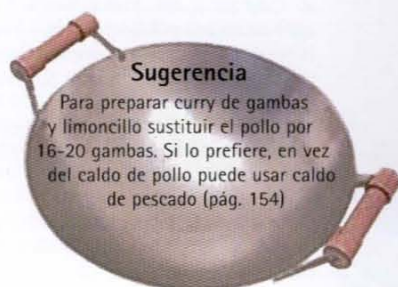 Sugerencia
Para preparar curry de gambas
y limoncillo sustituir el pollo por
16-20 gambas. Si lo prefiere, en vez
del caldo de pollo puede usar caldo
de pescado (pág. 154)